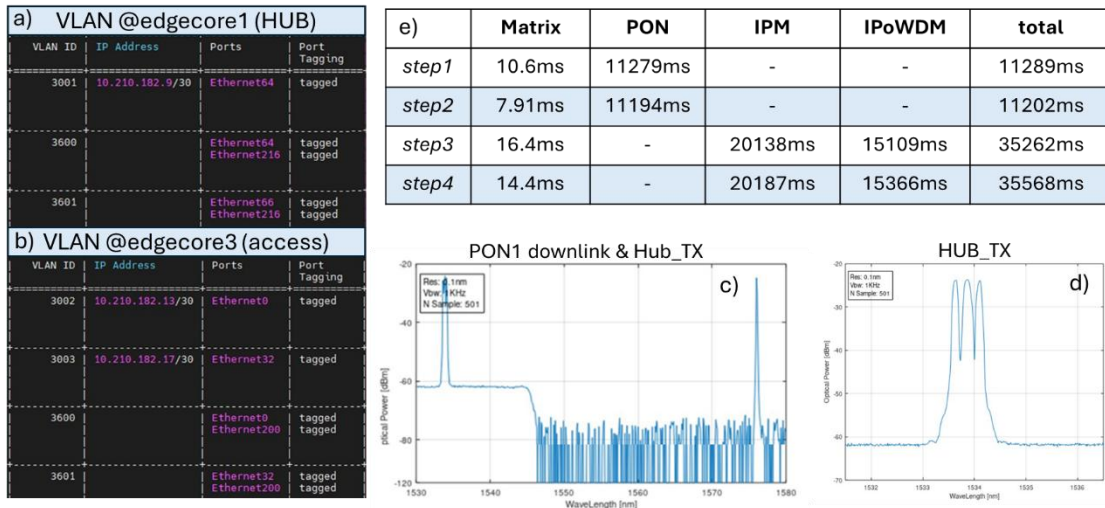 a) VLAN @edgecore1 (HUB)
VLAN ID | IP Address | Ports | Port Tagging
3001 | 10.210.182.9/30 | Ethernet64 | tagged
3600 | | Ethernet64 | tagged
Ethernet216 | tagged
3601 | | Ethernet66 | tagged
Ethernet216 | tagged
b) VLAN @edgecore3 (access)
VLAN ID | IP Address | Ports | Port Tagging
3002 | 10.210.182.13/30 | Ethernet0 | tagged
3003 | 10.210.182.17/30 | Ethernet32 | tagged
3600 | | Ethernet0 | tagged
Ethernet200 | tagged
3601 | | Ethernet32 | tagged
Ethernet200 | tagged
e) Matrix PON IPM IPoWDM total
step1 10.6ms 11279ms - - 11289ms
step2 7.91ms 11194ms - - 11202ms
step3 16.4ms - 20138ms 15109ms 35262ms
step4 14.4ms - 20187ms 15366ms 35568ms
PON1 downlink & Hub_TX
c)
Res: 0.1nm
Vbw: 1KHz
N Sample: 501
-20
-40
-60
-80
-100
-120
ptical Power [dBm]
1530 1540 1550 1560 1570 1580
WaveLength [nm]
HUB_TX
d)
Res: 0.1nm
Vbw: 1KHz
N Sample: 501
-20
-30
-40
-50
-60
-70
Optical Power [dBm]
1532 1533 1534 1535 1536
WaveLength [nm]